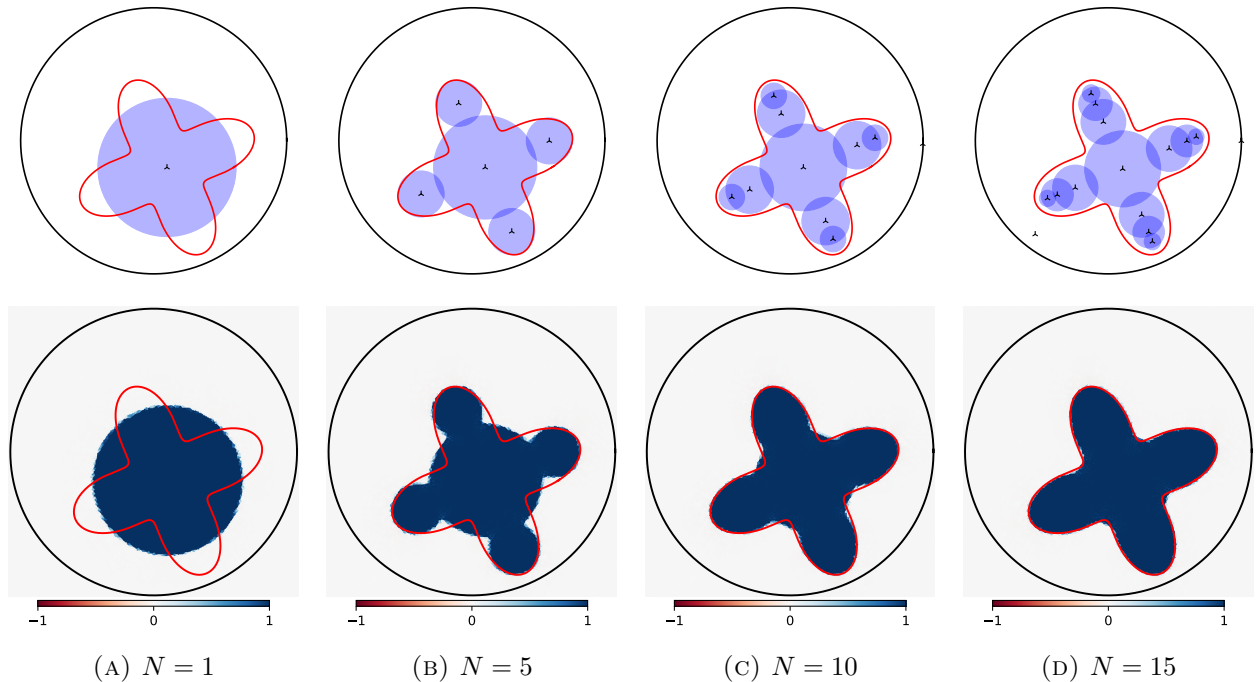 −1 0 1 −1 0 1 −1 0 1 −1 0 1
(A) N = 1 (B) N = 5 (C) N = 10 (D) N = 15